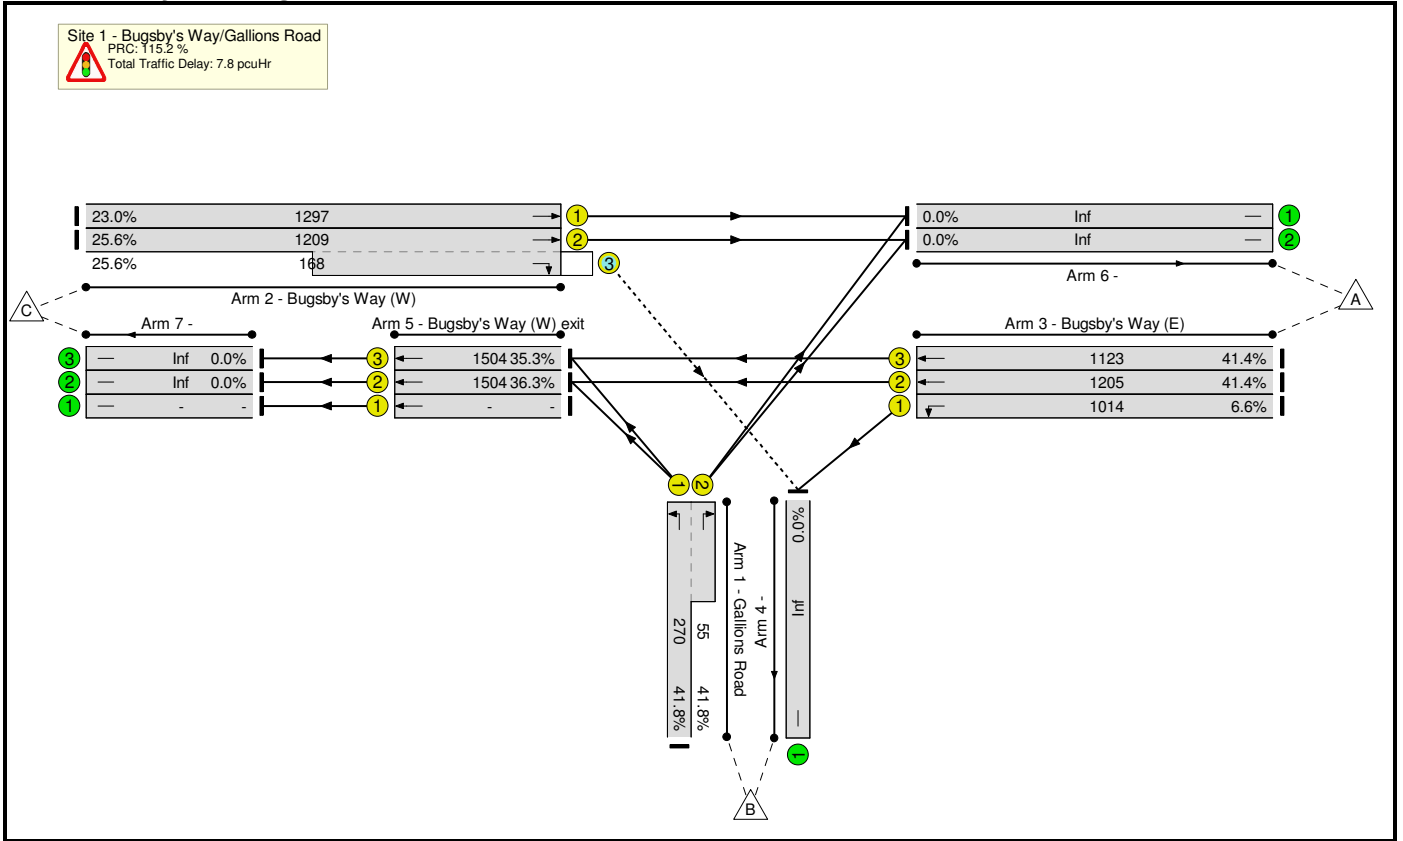 Site 1 - Bugsby's Way/Gallions Road
PRC: 115.2 %
Total Traffic Delay: 7.8 pcuHr
23.0% 1297 1
25.6% 1209 2
25.6% 168 3
Arm 2 - Bugsby's Way (W)
0.0% Inf 1
0.0% Inf 2
Arm 6 -
C
A
Arm 7 -
Arm 5 - Bugsby's Way (W) exit
Arm 3 - Bugsby's Way (E)
3 Inf 0.0% 3 1504 35.3% 3 1123 41.4%
2 Inf 0.0% 2 1504 36.3% 2 1205 41.4%
1 - - 1 - - 1 1014 6.6%
1 2
270 41.8%
55 41.8%
Arm 1 - Gallions Road
Arm 4 -
0.0% Inf
1
B